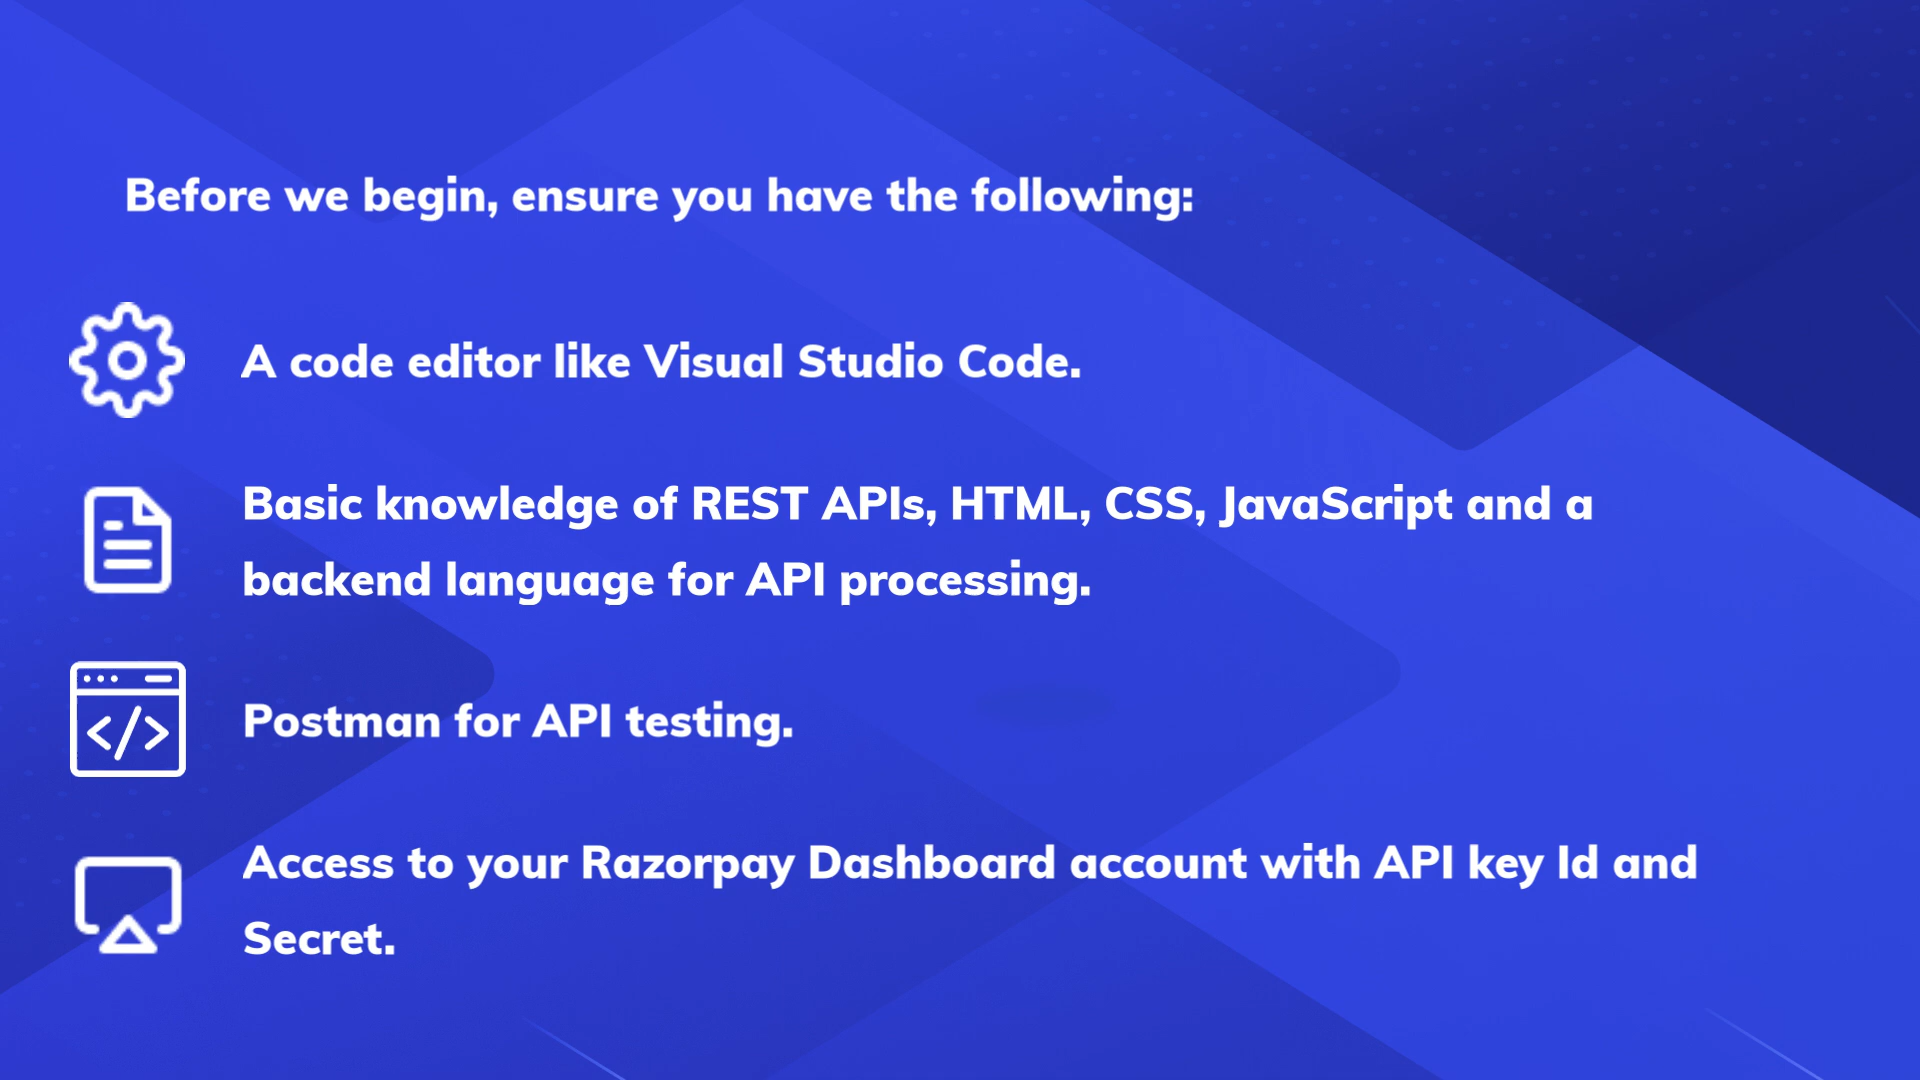 Before we begin, ensure you have the following:
A code editor like Visual Studio Code.
Basic knowledge of REST APIs, HTML, CSS, JavaScript and a
backend language for API processing.
Postman for API testing.
Access to your Razorpay Dashboard account with API key Id and
Secret.